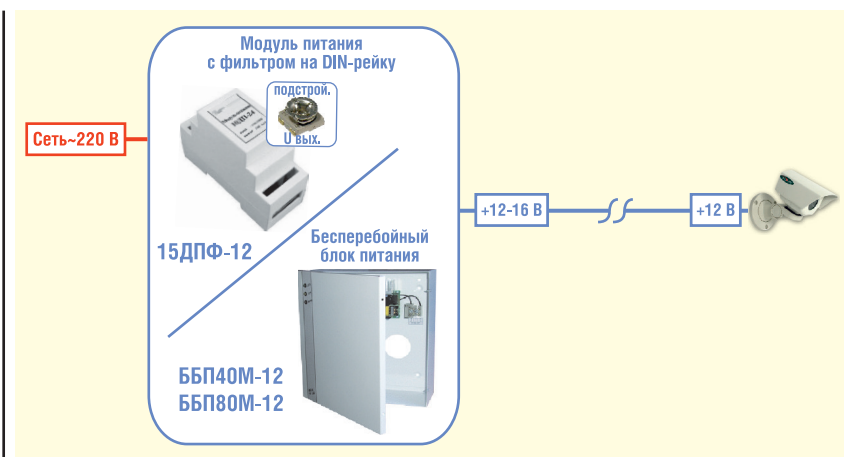 Модуль питания
с фильтром на DIN-рейку
подстрой.
U вых.
Сеть~220 В
15ДПФ-12
+12-16 В
+12 В
Бесперебойный
блок питания
ББП40М-12
ББП80М-12